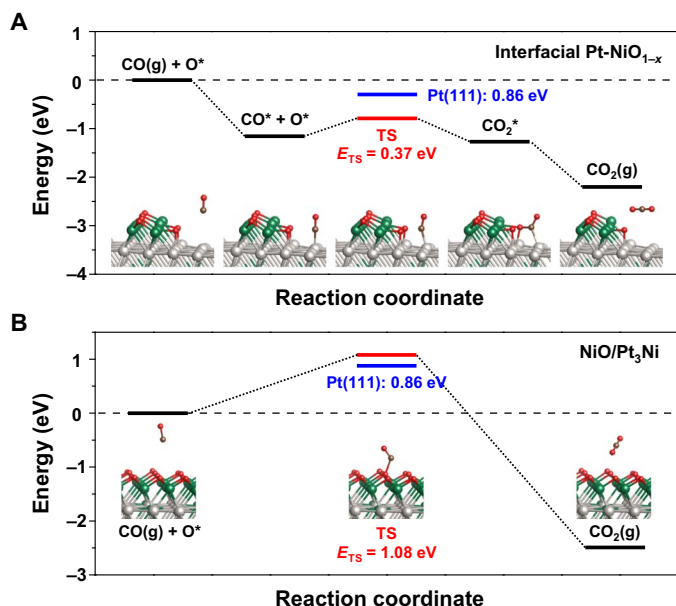 A
Interfacial Pt-NiO1–x
CO(g) + O*
Pt(111): 0.86 eV
CO* + O*
TS
ETS = 0.37 eV
CO2*
CO2(g)
0
−1
−2
−3
−4
Energy (eV)
Reaction coordinate
B
NiO/Pt3Ni
Pt(111): 0.86 eV
1
0
−1
−2
−3
Energy (eV)
CO(g) + O*
TS
ETS = 1.08 eV
CO2(g)
Reaction coordinate